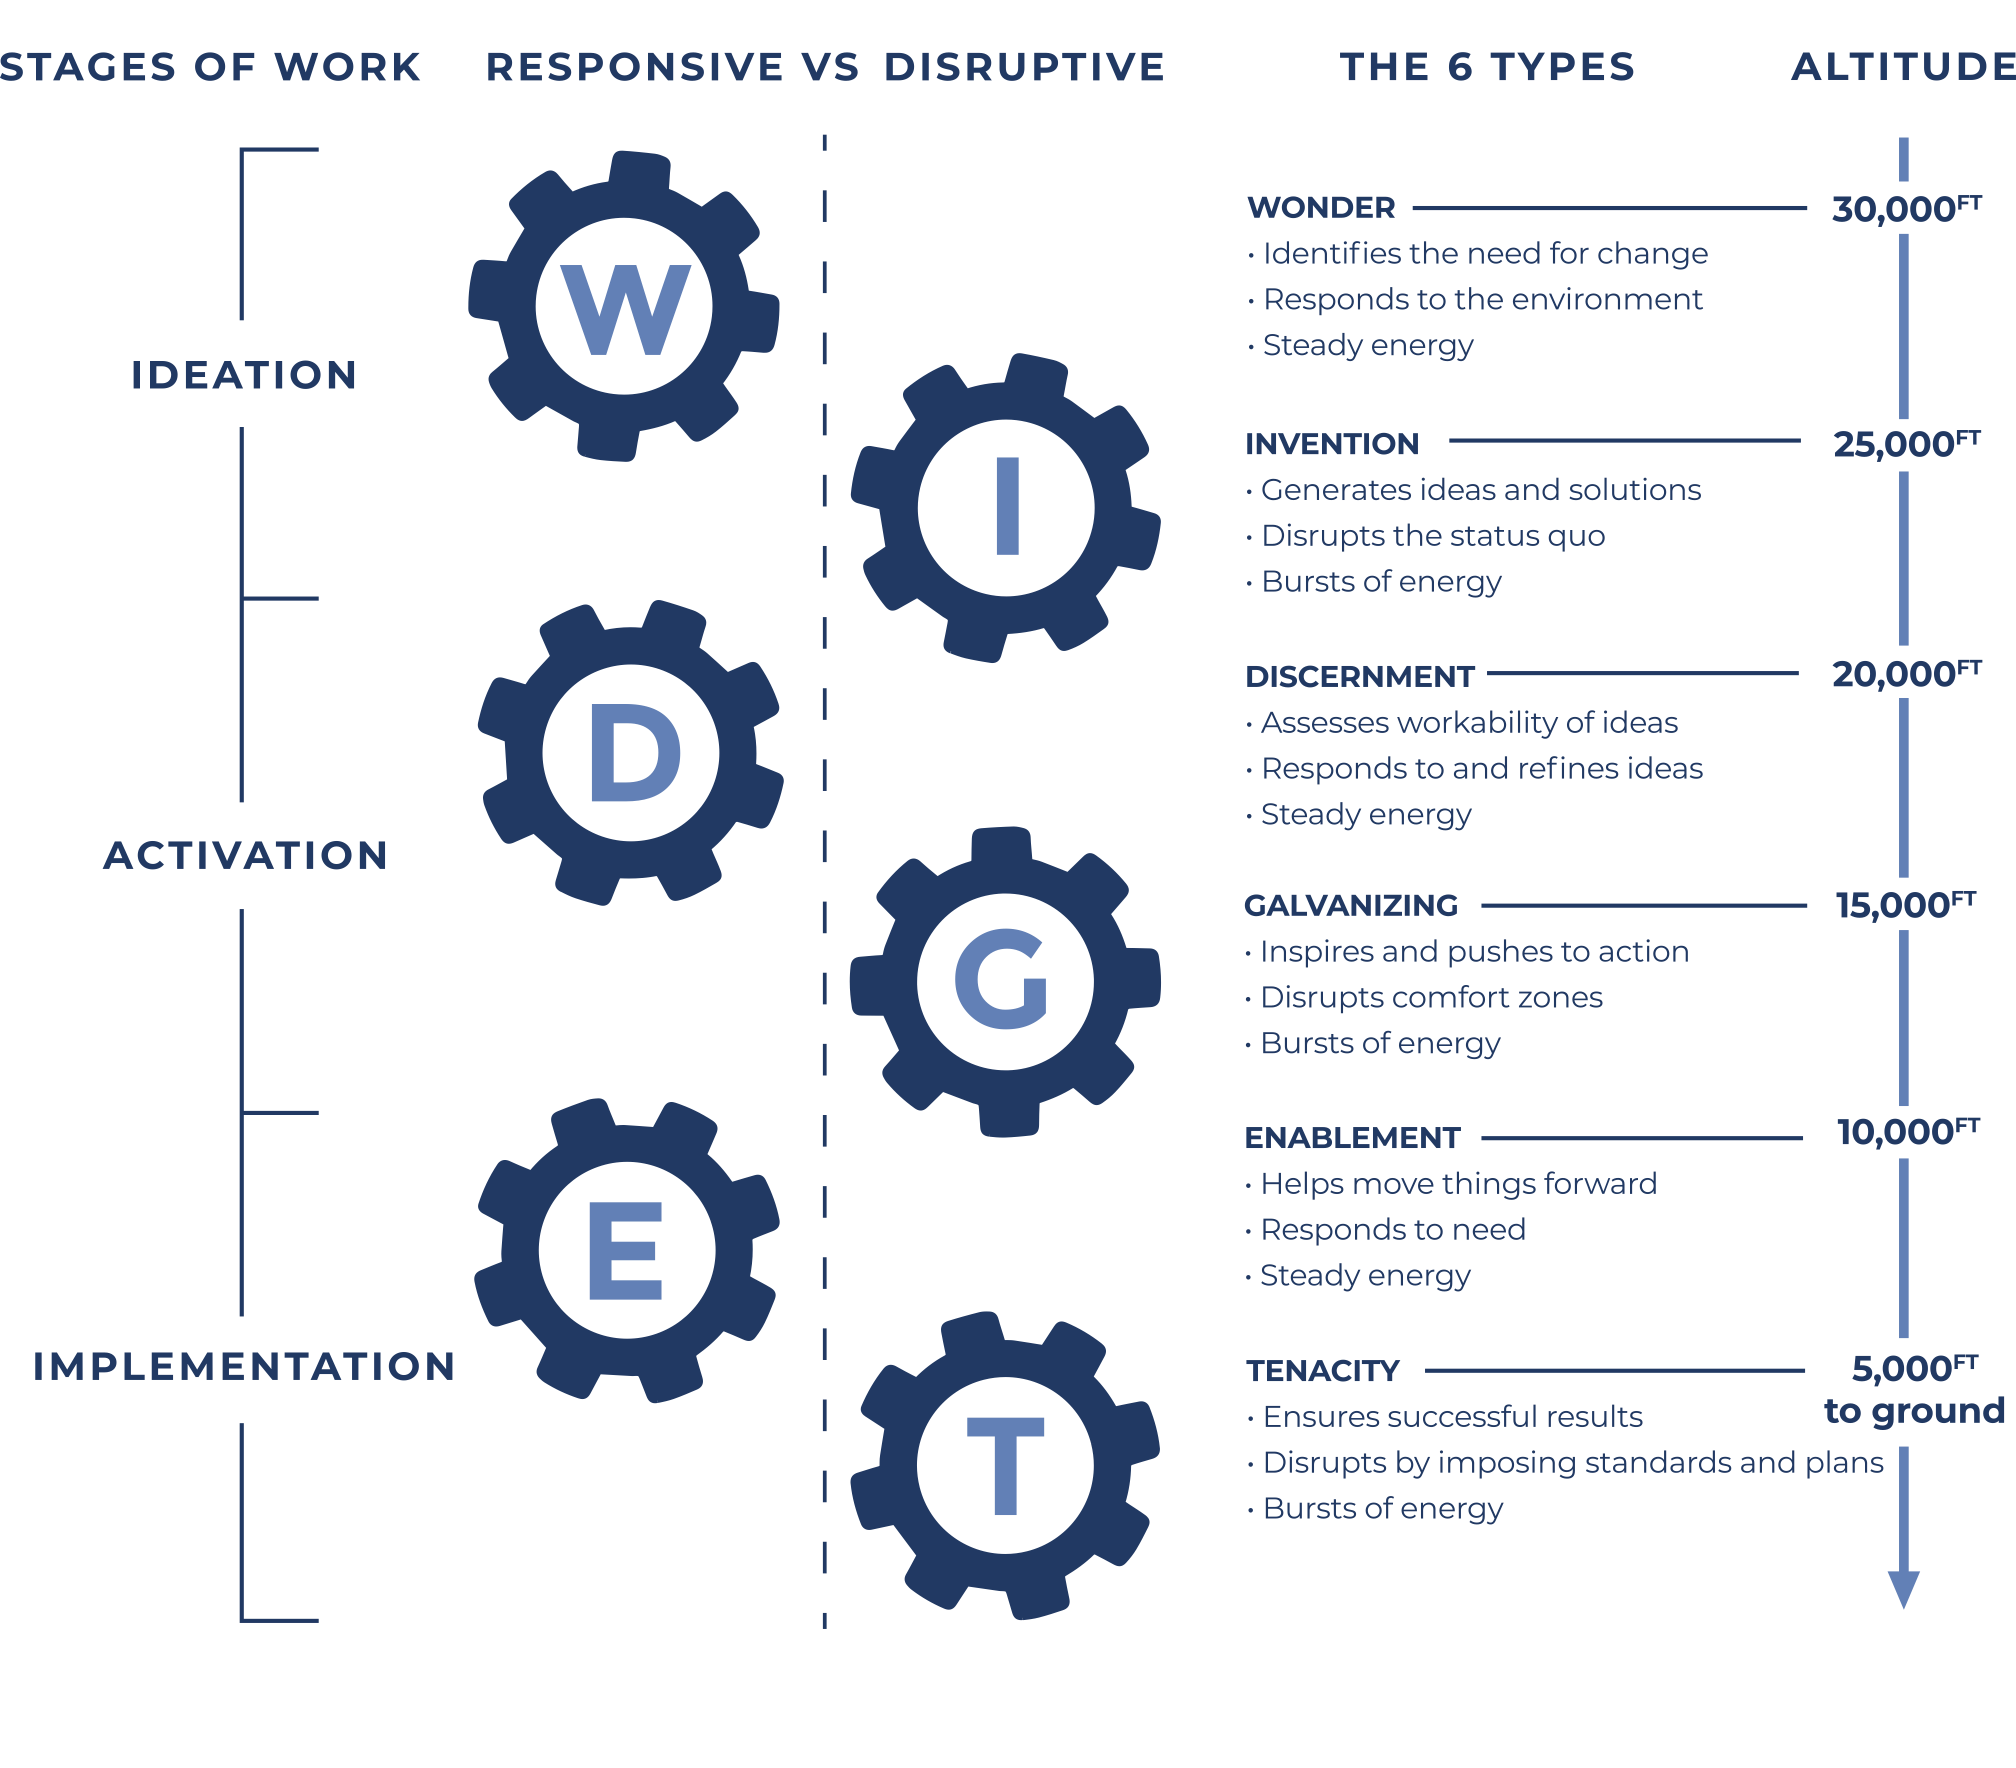 STAGES OF WORK
RESPONSIVE VS DISRUPTIVE
THE 6 TYPES
ALTITUDE
IDEATION
ACTIVATION
IMPLEMENTATION
W
I
D
G
E
T
WONDER
30,000FT
• Identifies the need for change
• Responds to the environment
• Steady energy
INVENTION
25,000FT
• Generates ideas and solutions
• Disrupts the status quo
• Bursts of energy
DISCERNMENT
20,000FT
• Assesses workability of ideas
• Responds to and refines ideas
• Steady energy
GALVANIZING
15,000FT
• Inspires and pushes to action
• Disrupts comfort zones
• Bursts of energy
ENABLEMENT
10,000FT
• Helps move things forward
• Responds to need
• Steady energy
TENACITY
5,000FT
to ground
• Ensures successful results
• Disrupts by imposing standards and plans
• Bursts of energy